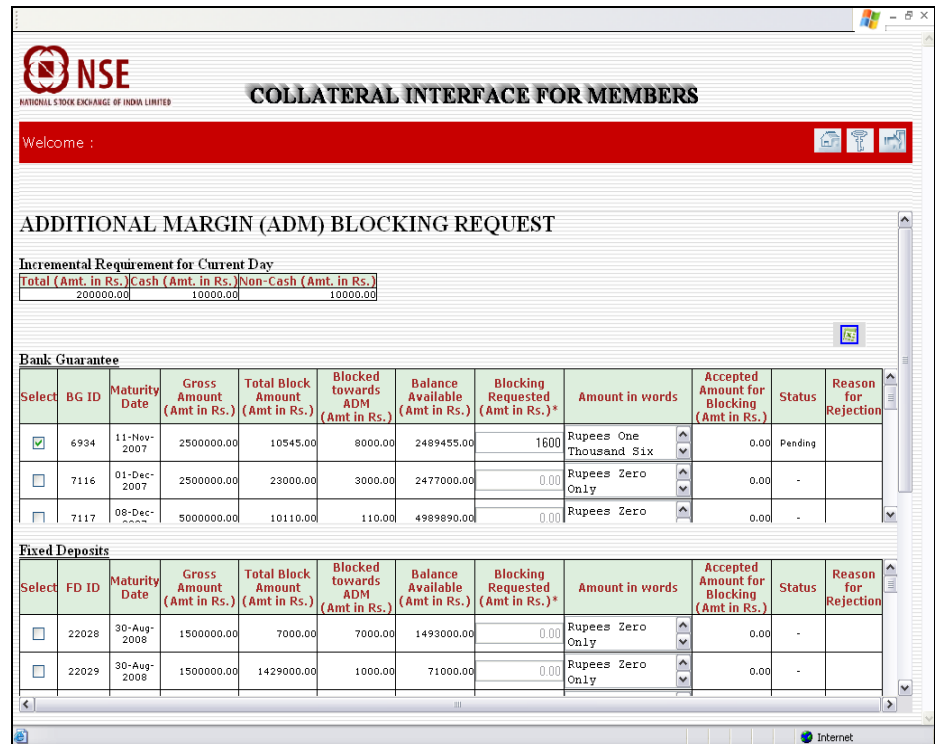 NSE
NATIONAL STOCK EXCHANGE OF INDIA LIMITED
COLLATERAL INTERFACE FOR MEMBERS
Welcome :
ADDITIONAL MARGIN (ADM) BLOCKING REQUEST
Incremental Requirement for Current Day
Total (Amt. in Rs.) Cash (Amt. in Rs.) Non-Cash (Amt. in Rs.)
200000.00 10000.00 10000.00
Bank Guarantee
Select BG ID Maturity Date Gross Amount (Amt in Rs.) Total Block Amount (Amt in Rs.) Blocked towards ADM (Amt in Rs.) Balance Available (Amt in Rs.) Blocking Requested (Amt in Rs.)* Amount in words Accepted Amount for Blocking (Amt in Rs.) Status Reason for Rejection
6934 11-Nov-2007 2500000.00 10545.00 8000.00 2489455.00 1600 Rupees One Thousand Six 0.00 Pending
7116 01-Dec-2007 2500000.00 23000.00 3000.00 2477000.00 0.00 Rupees Zero Only 0.00 -
7117 08-Dec- 5000000.00 10110.00 110.00 4989890.00 0.00 Rupees Zero 0.00 -
Fixed Deposits
Select FD ID Maturity Date Gross Amount (Amt in Rs.) Total Block Amount (Amt in Rs.) Blocked towards ADM (Amt in Rs.) Balance Available (Amt in Rs.) Blocking Requested (Amt in Rs.)* Amount in words Accepted Amount for Blocking (Amt in Rs.) Status Reason for Rejection
22028 30-Aug-2008 1500000.00 7000.00 7000.00 1493000.00 0.00 Rupees Zero Only 0.00 -
22029 30-Aug-2008 1500000.00 1429000.00 1000.00 71000.00 0.00 Rupees Zero Only 0.00 -
Internet